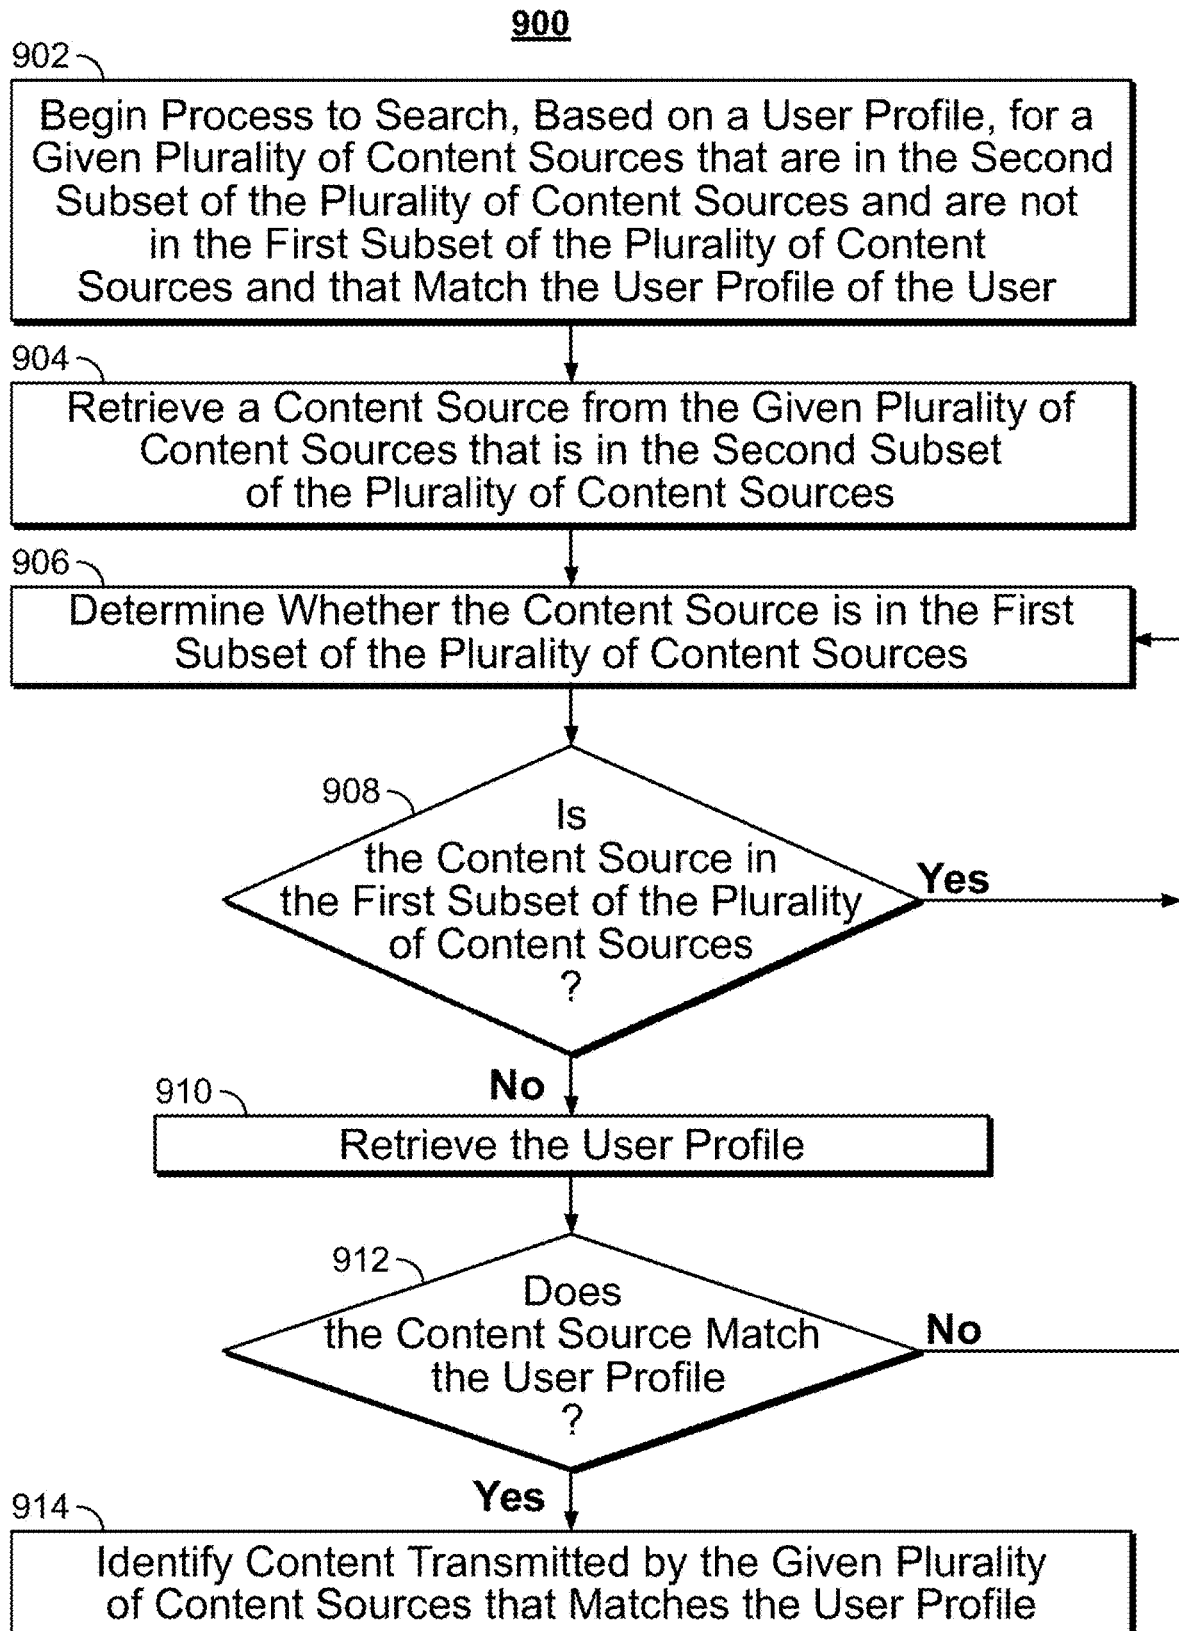 900
902
Begin Process to Search, Based on a User Profile, for a
Given Plurality of Content Sources that are in the Second
Subset of the Plurality of Content Sources and are not
in the First Subset of the Plurality of Content
Sources and that Match the User Profile of the User
904
Retrieve a Content Source from the Given Plurality of
Content Sources that is in the Second Subset
of the Plurality of Content Sources
906
Determine Whether the Content Source is in the First
Subset of the Plurality of Content Sources
908
Is
the Content Source in
the First Subset of the Plurality
of Content Sources
?
Yes
No
910
Retrieve the User Profile
912
Does
the Content Source Match
the User Profile
?
No
Yes
914
Identify Content Transmitted by the Given Plurality
of Content Sources that Matches the User Profile